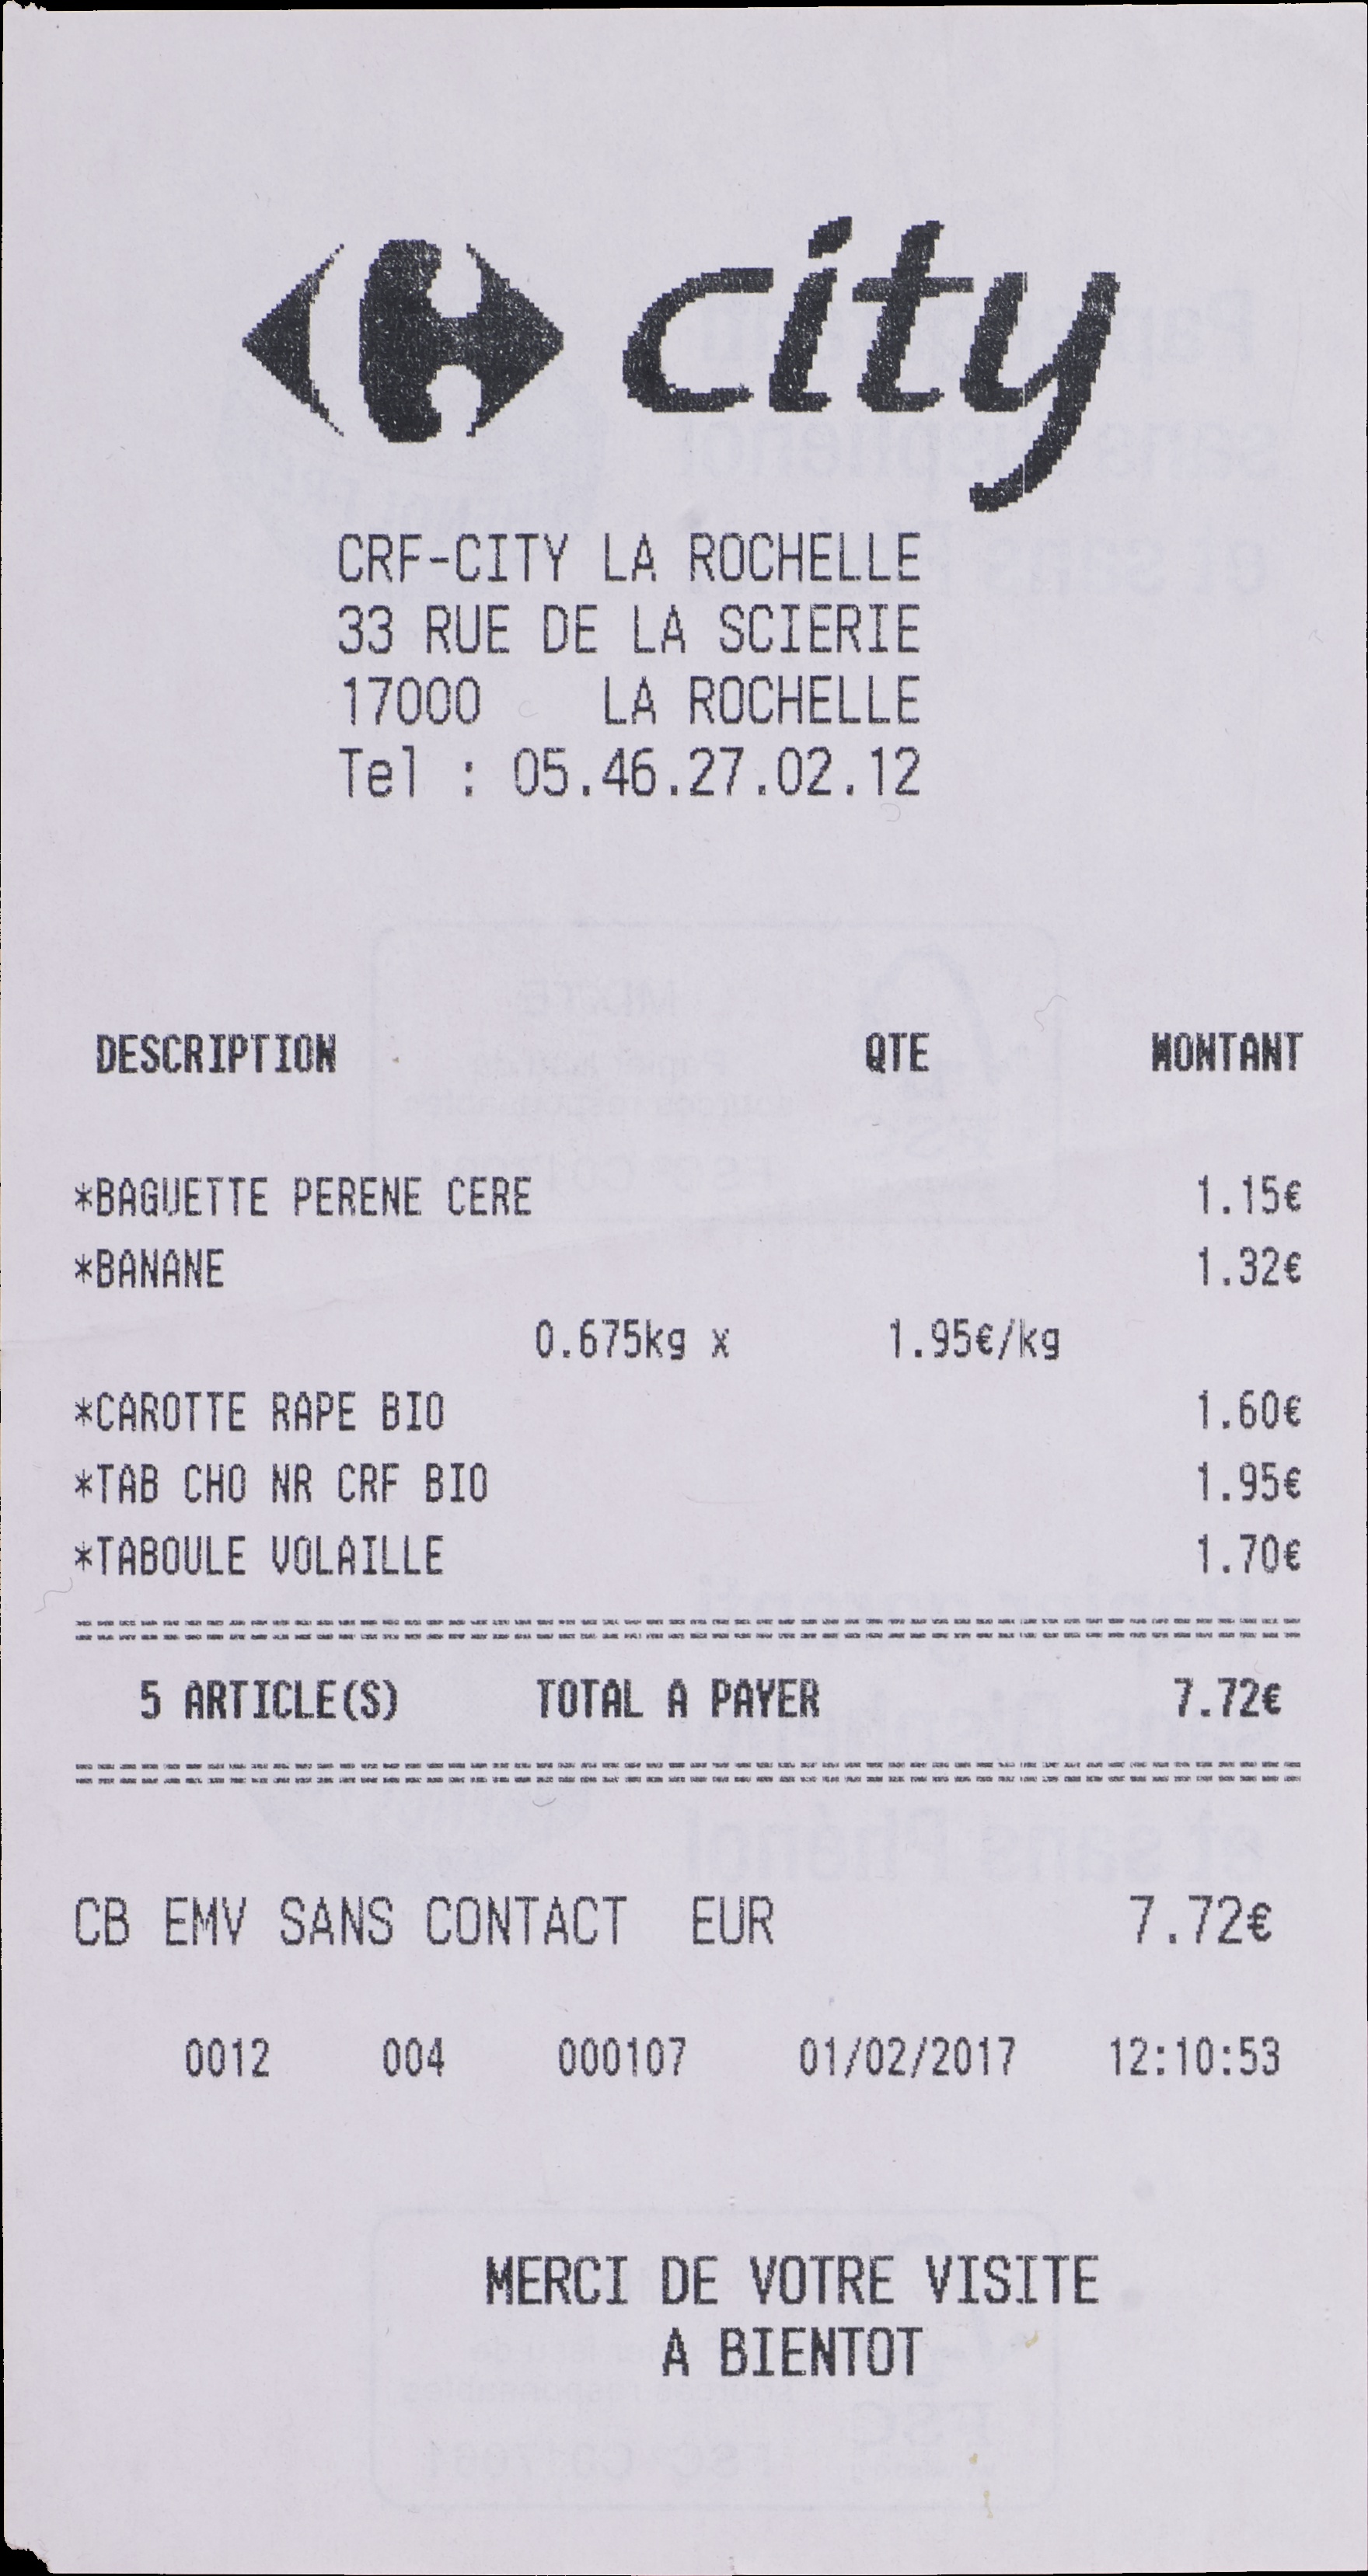 city
CRF-CITY LA ROCHELLE
33 RUE DE LA SCIERIE
17000 LA ROCHELLE
Tel : 05.46.27.02.12
DESCRIPTION QTE MONTANT
*BAGUETTE PERENE CERE 1.15€
*BANANE 1.32€
0.675kg x 1.95€/kg
*CAROTTE RAPE BIO 1.60€
*TAB CHO NR CRF BIO 1.95€
*TABOULE VOLAILLE 1.70€
5 ARTICLE(S) TOTAL A PAYER 7.72€
CB EMV SANS CONTACT EUR 7.72€
0012 004 000107 01/02/2017 12:10:53
MERCI DE VOTRE VISITE
A BIENTOT